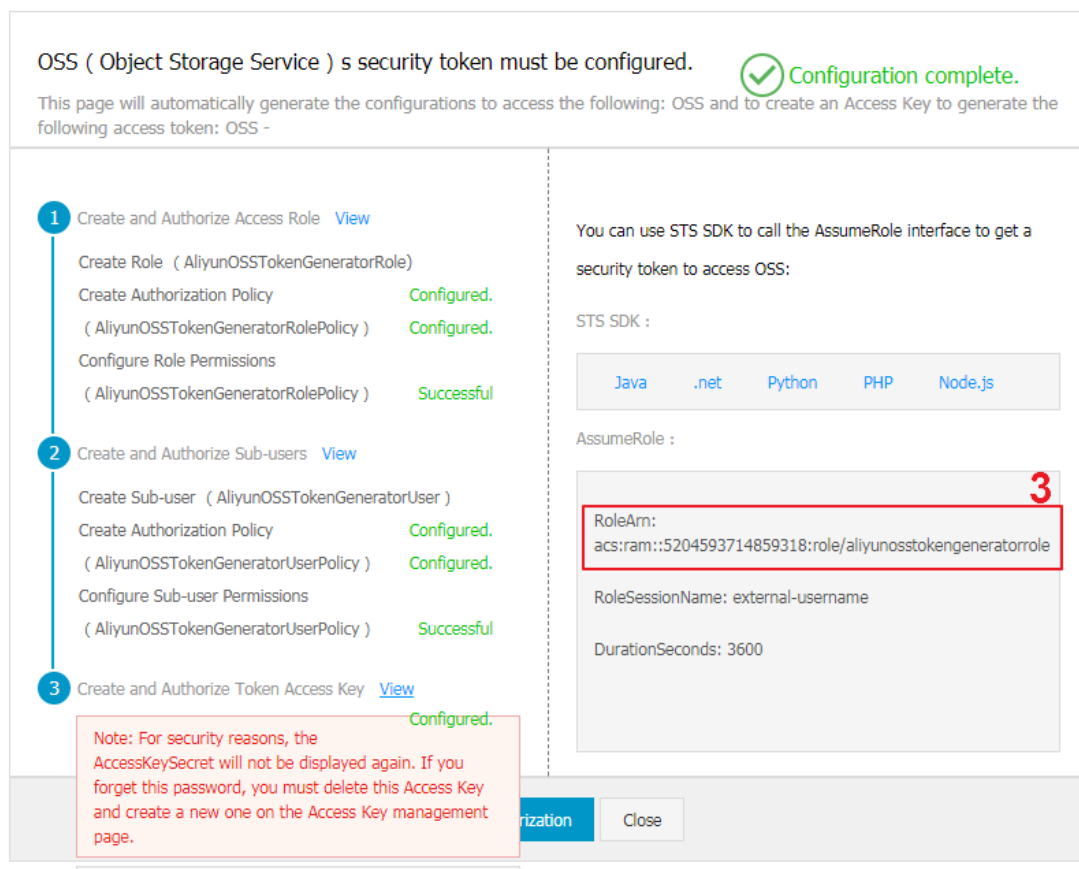 OSS ( Object Storage Service ) s security token must be configured.
Configuration complete.
This page will automatically generate the configurations to access the following: OSS and to create an Access Key to generate the
following access token: OSS -
1 Create and Authorize Access Role View
Create Role ( AliyunOSSTokenGeneratorRole)
Create Authorization Policy Configured.
( AliyunOSSTokenGeneratorRolePolicy ) Configured.
Configure Role Permissions
( AliyunOSSTokenGeneratorRolePolicy ) Successful
2 Create and Authorize Sub-users View
Create Sub-user ( AliyunOSSTokenGeneratorUser )
Create Authorization Policy Configured.
( AliyunOSSTokenGeneratorUserPolicy ) Configured.
Configure Sub-user Permissions
( AliyunOSSTokenGeneratorUserPolicy ) Successful
3 Create and Authorize Token Access Key View
Configured.
Note: For security reasons, the
AccessKeySecret will not be displayed again. If you
forget this password, you must delete this Access Key
and create a new one on the Access Key management
page.
You can use STS SDK to call the AssumeRole interface to get a
security token to access OSS:
STS SDK :
Java .net Python PHP Node.js
AssumeRole :
3
RoleArn:
acs:ram::5204593714859318:role/aliyunosstokengeneratorrole
RoleSessionName: external-username
DurationSeconds: 3600
rization
Close